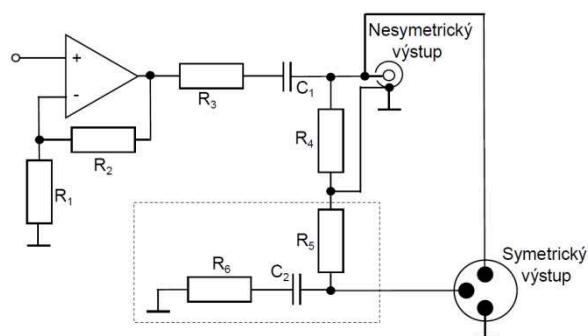 Nesymetrický
výstup
+
-
R3
C1
R2
R4
R1
R5
R6
C2
Symetrický
výstup